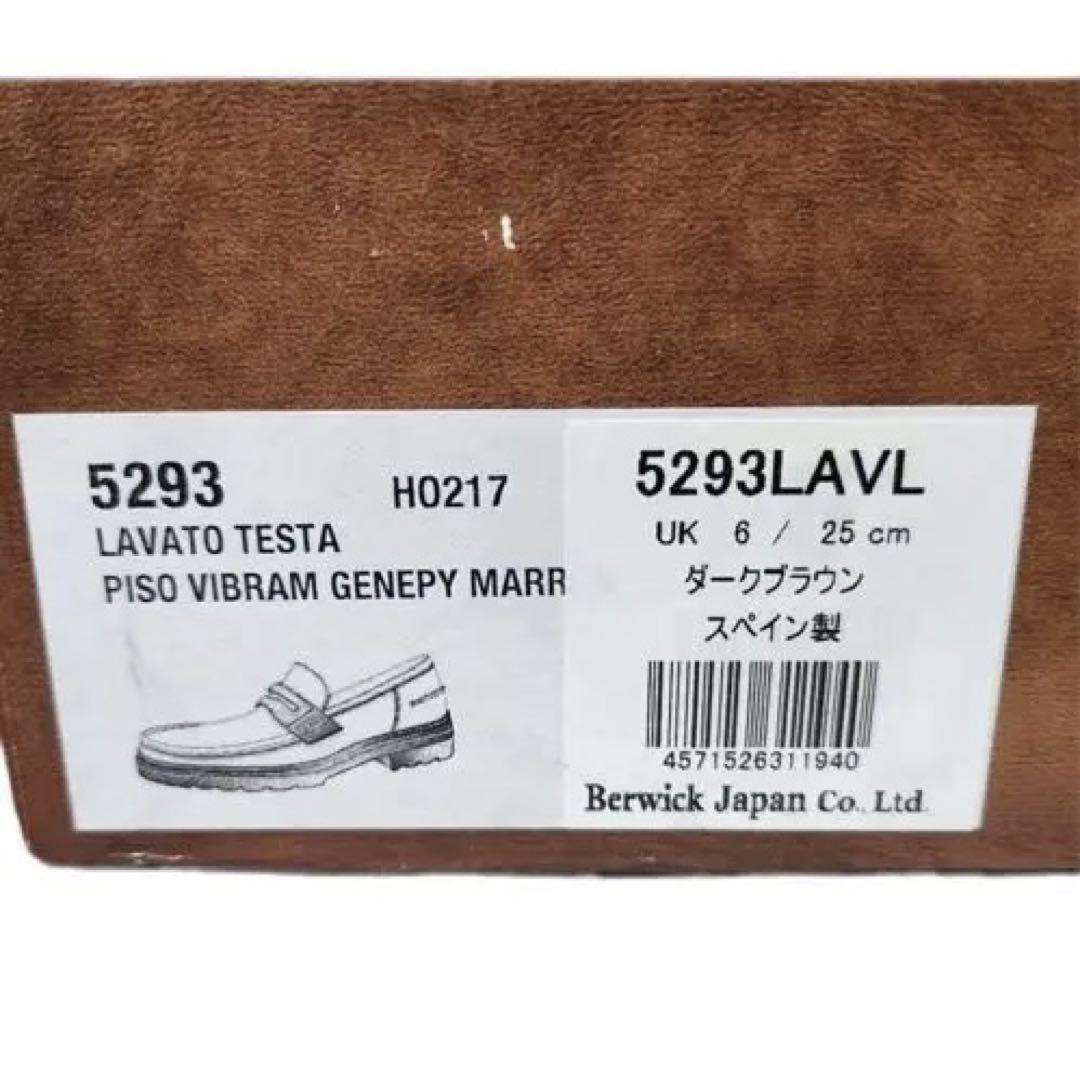 5293
HO217
LAVATO TESTA
PISO VIBRAM GENEPY MARR
5293LAVL
UK 6 / 25 cm
ダークブラウン
スペイン製
4571526311940
Berwick Japan Co., Ltd.